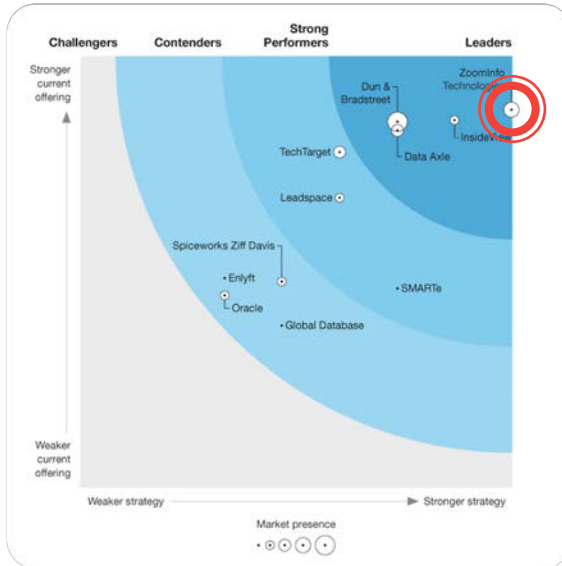 Challengers
Contenders
Strong
Performers
Leaders
Stronger
current
offering
ZoomInfo
Technologies
Dun &
Bradstreet
InsideView
Data Axle
TechTarget
Leadspace
Spiceworks Ziff Davis
Enlyft
SMARTe
Oracle
Global Database
Weaker
current
offering
Weaker strategy
Stronger strategy
Market presence